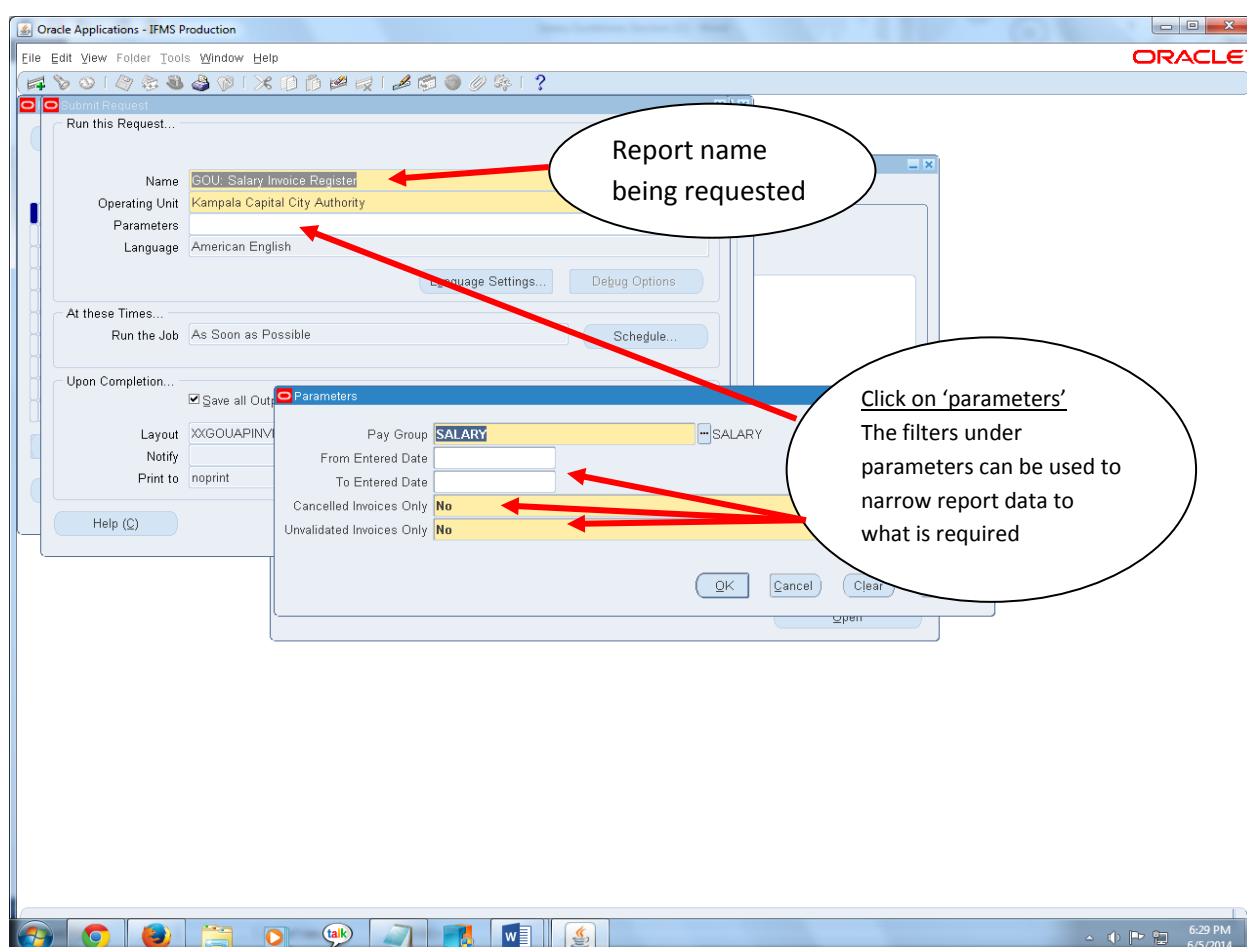 Oracle Applications - IFMS Production
File Edit View Folder Tools Window Help
ORACLE
Submit Request
Run this Request...
Report name
being requested
Name GOU: Salary Invoice Register
Operating Unit Kampala Capital City Authority
Parameters
Language American English
Language Settings... Debug Options
At these Times...
Run the Job As Soon as Possible Schedule...
Upon Completion...
Save all Outp
Layout XXGOUAPINVI
Notify
Print to noprint
Help (C)
Parameters
Pay Group SALARY SALARY
From Entered Date
To Entered Date
Cancelled Invoices Only No
Unvalidated Invoices Only No
OK Cancel Clear
Open
Click on ‘parameters’
The filters under
parameters can be used to
narrow report data to
what is required
talk
W
6:29 PM
6/5/2014